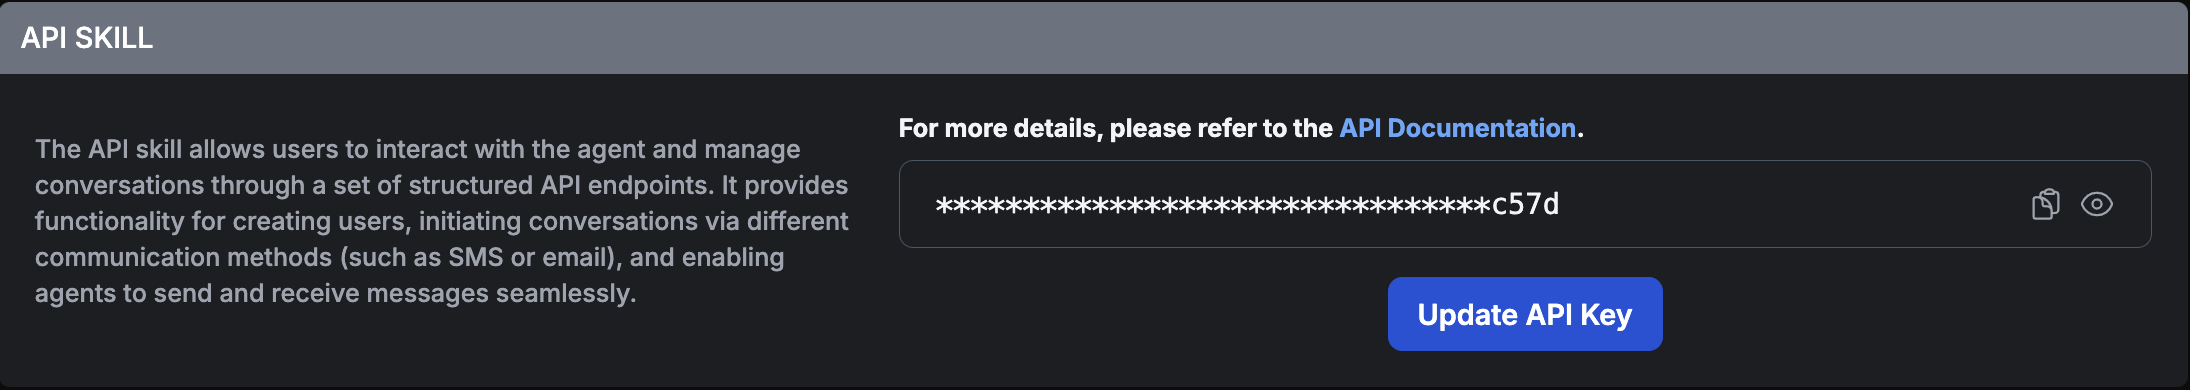 API SKILL
The API skill allows users to interact with the agent and manage
conversations through a set of structured API endpoints. It provides
functionality for creating users, initiating conversations via different
communication methods (such as SMS or email), and enabling
agents to send and receive messages seamlessly.
For more details, please refer to the API Documentation.
********************************c57d
Update API Key